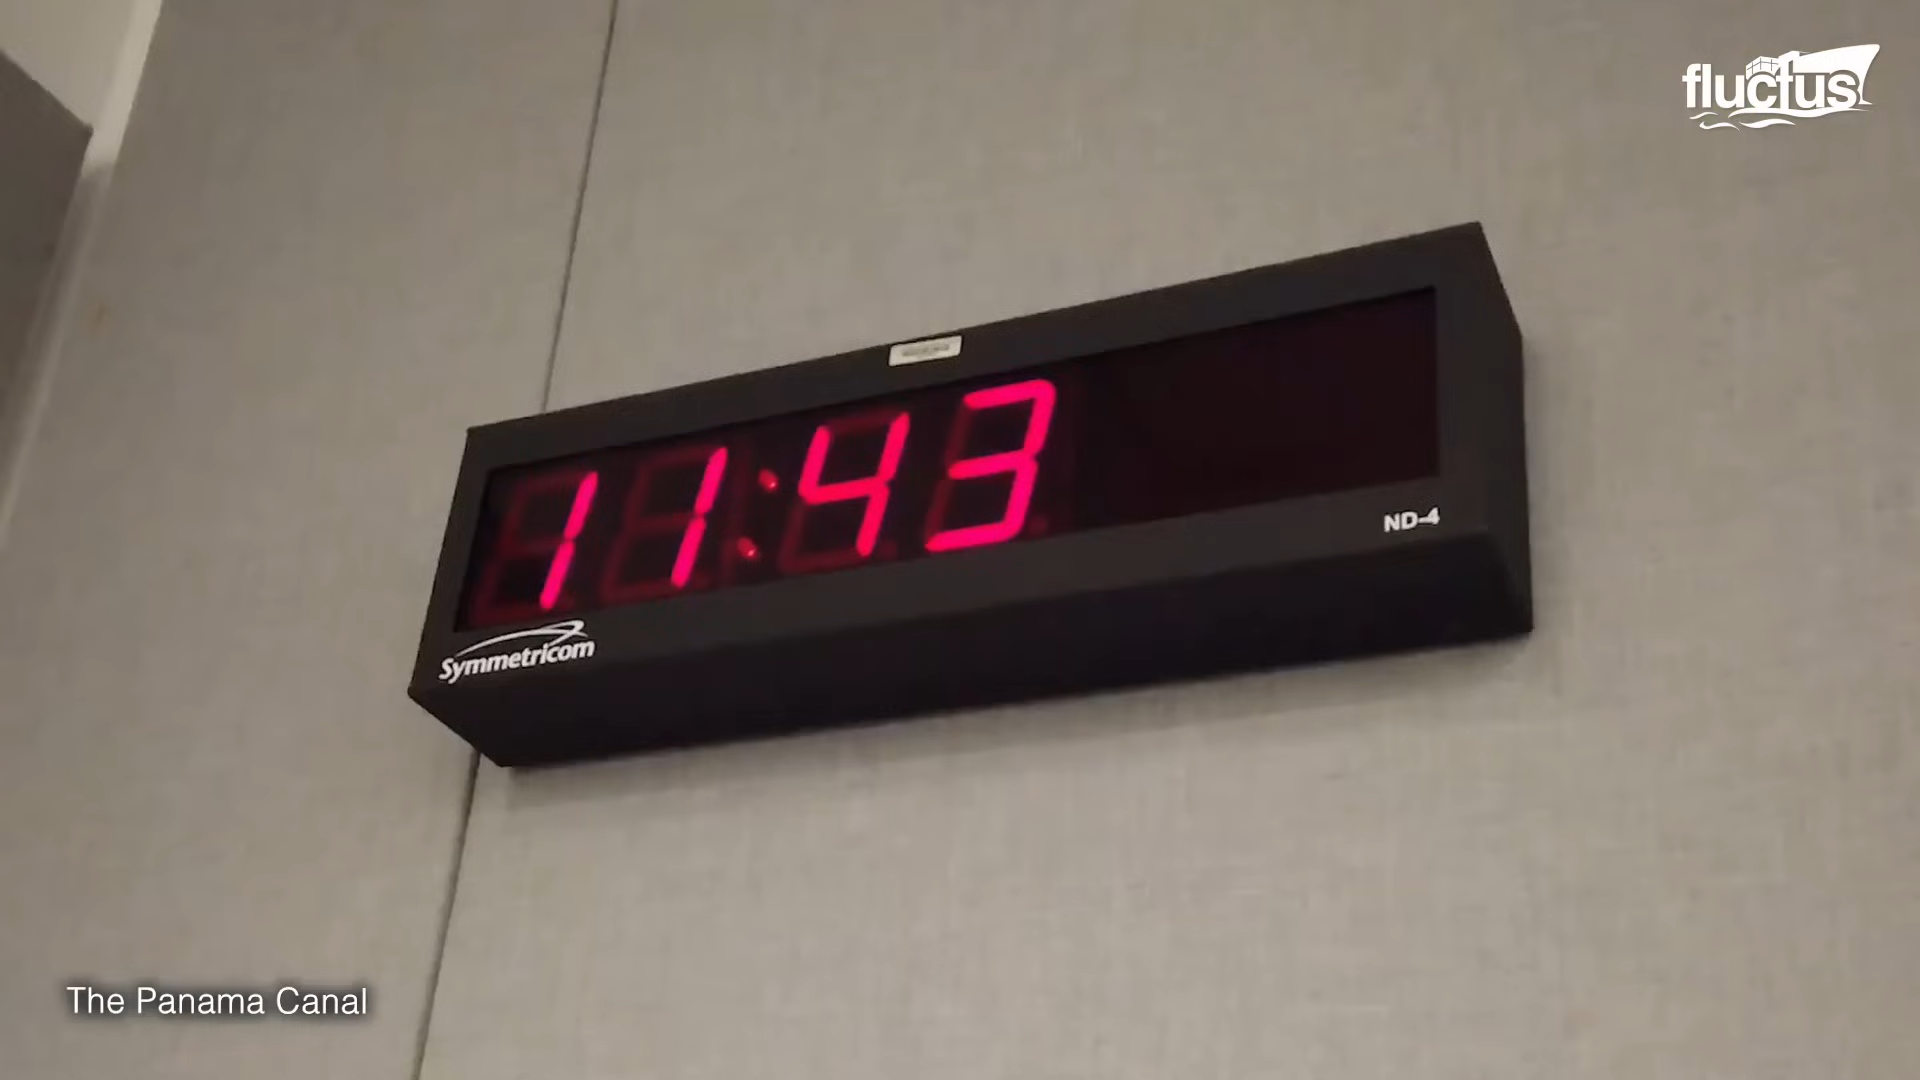 fluctus
11:43
ND-4
Symmetricom
The Panama Canal